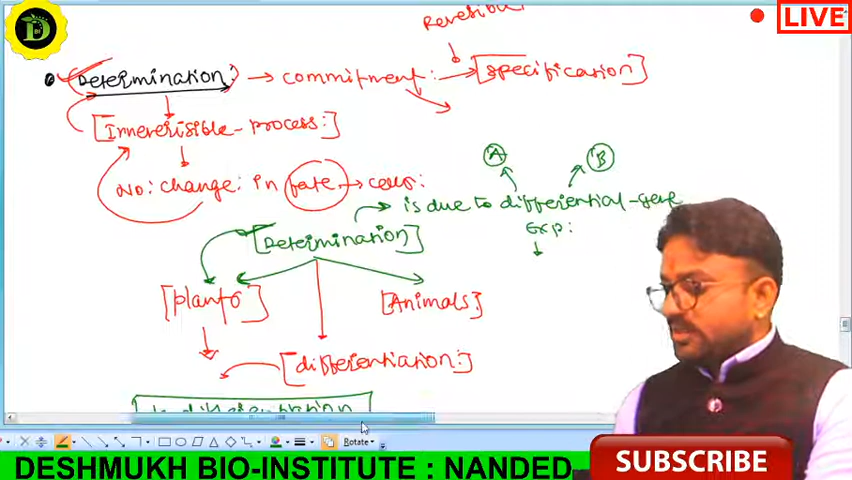 LIVE
Reversible
Determination: → commitment: → [specification]
[Irrerversible-process:]
No: change: in fate → cells:
A B
is due to differential-gene
Exp:
[Determination]
[plants] [Animals:]
[differentiation:]
Rotate
DESHMUKH BIO-INSTITUTE : NANDED
SUBSCRIBE